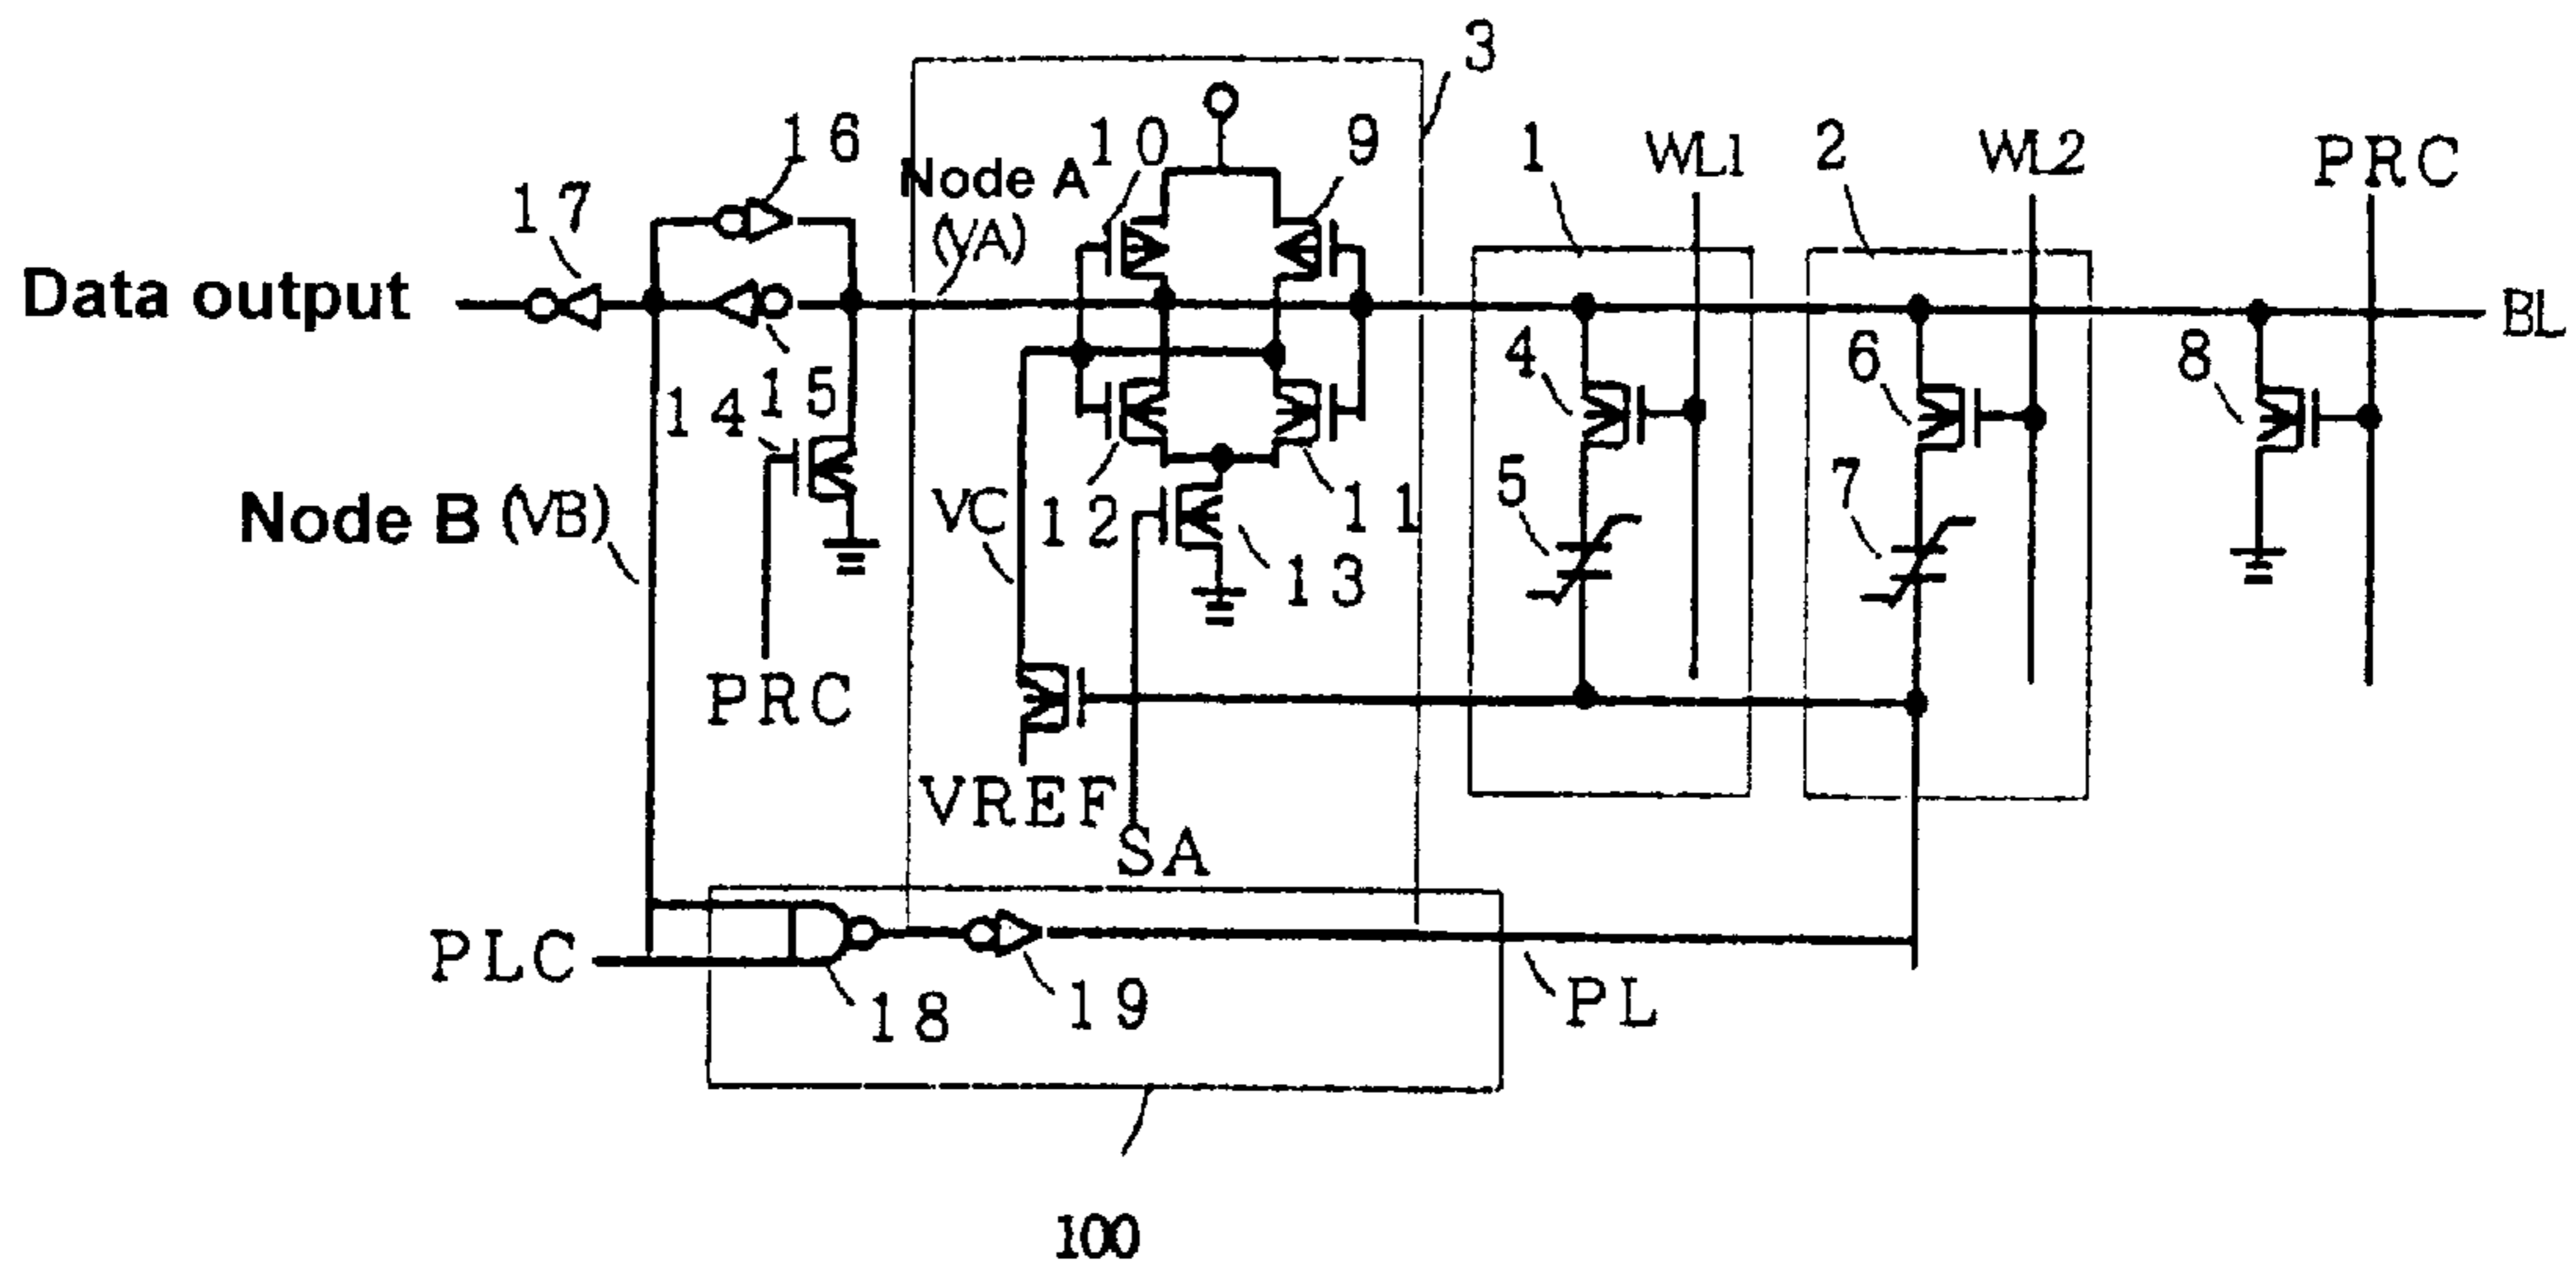 3
16
10
9
1
WL1
2
WL2
PRC
Node A
(VA)
17
Data output
BL
4
6
8
15
14
5
7
Node B (VB)
VC
12
11
13
PRC
VREF
SA
PLC
18
19
PL
100